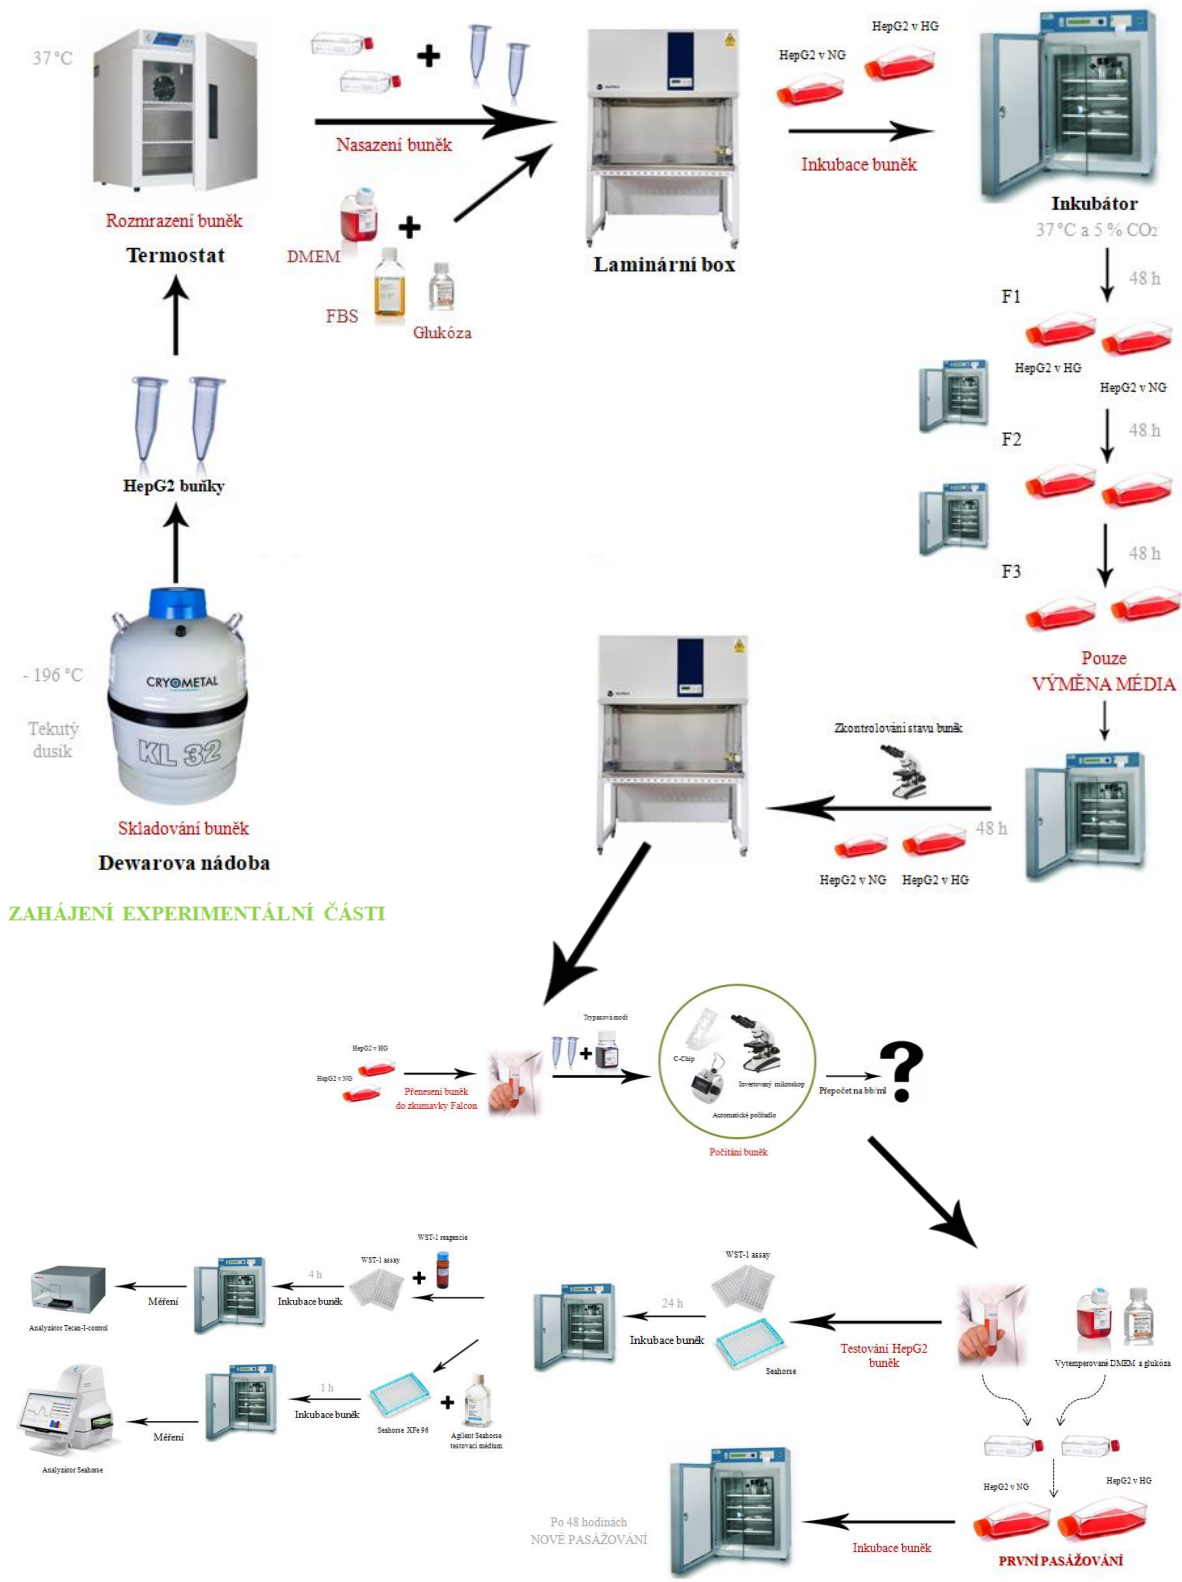 37 °C
Rozmrazení buněk
Termostat
Nasazení buněk
DMEM
FBS
Glukóza
Laminární box
HepG2 v HG
HepG2 v NG
Inkubace buněk
Inkubátor
37 °C a 5 % CO₂
48 h
F1
HepG2 v HG
HepG2 v NG
48 h
F2
48 h
F3
Pouze
VÝMĚNA MÉDIA
HepG2 buňky
- 196 °C
Tekutý
dusík
CRYOMETAL
KL 32
Skladování buněk
Dewarova nádoba
Zkontrolování stavu buněk
48 h
HepG2 v NG
HepG2 v HG
ZAHÁJENÍ EXPERIMENTÁLNÍ ČÁSTI
HepG2 v HG
HepG2 v NG
Přenesení buněk
do zkumavky Falcon
Trypanová modř
C-Chip
Invertovaný mikroskop
Automatické počítadlo
Počítání buněk
Přepočet na bb/ml
?
WST-1 reagencie
WST-1 assay
4 h
Inkubace buněk
Měření
Analyzátor Tecan-I-control
WST-1 assay
24 h
Inkubace buněk
Seahorse
Testování HepG2
buněk
Vytemperované DMEM a glukóza
1 h
Inkubace buněk
Seahorse XFe 96
Agilent Seahorse
testovací médium
Měření
Analyzátor Seahorse
HepG2 v NG
HepG2 v HG
PRVNÍ PASÁŽOVÁNÍ
Inkubace buněk
Po 48 hodinách
NOVÉ PASÁŽOVÁNÍ